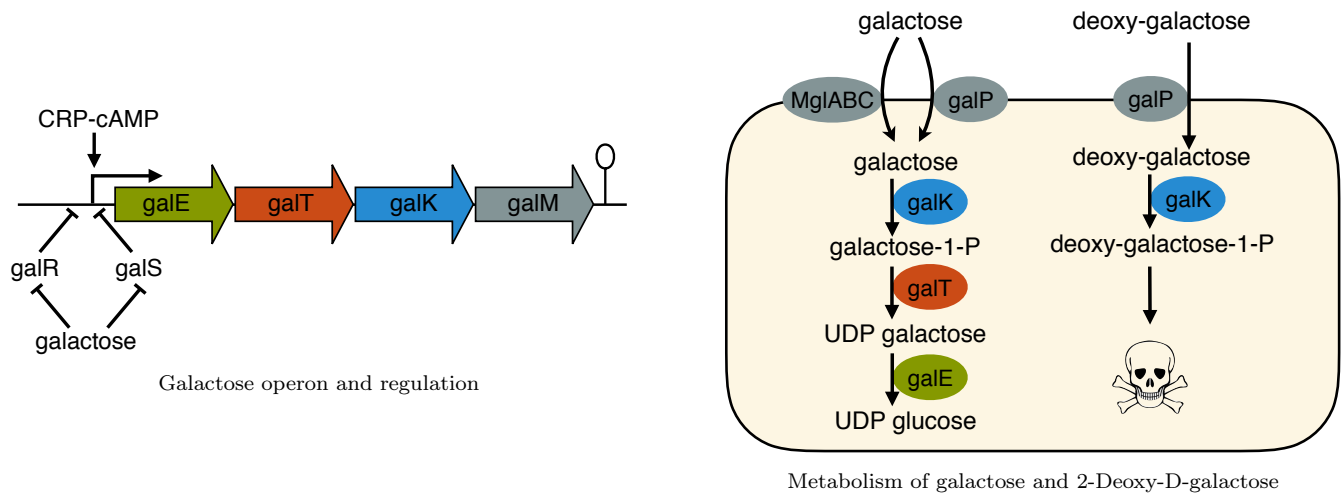 CRP-cAMP
galE
galT
galK
galM
galR
galS
galactose
Galactose operon and regulation
galactose
deoxy-galactose
MglABC
galP
galP
galactose
deoxy-galactose
galK
galK
galactose-1-P
deoxy-galactose-1-P
galT
UDP galactose
galE
UDP glucose
Metabolism of galactose and 2-Deoxy-D-galactose